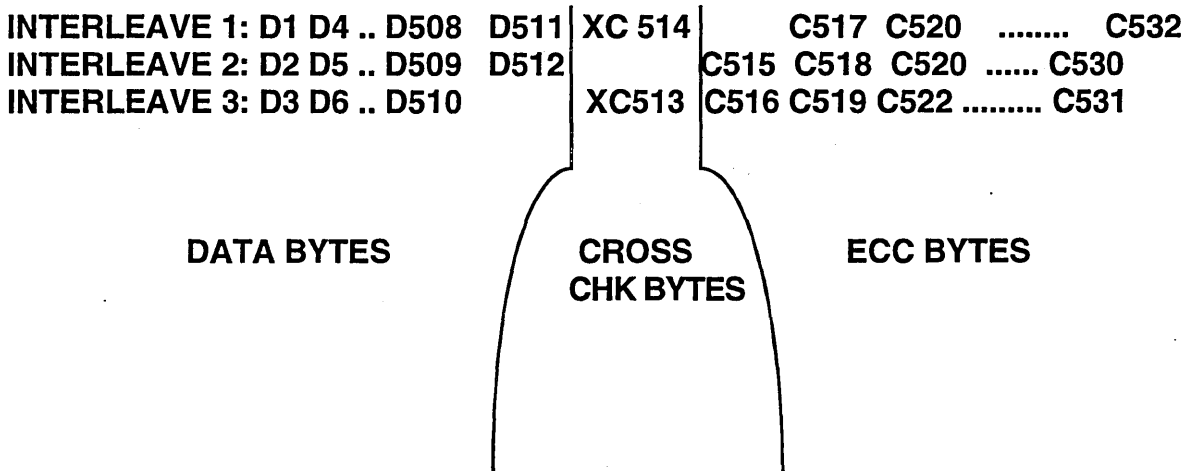 INTERLEAVE 1: D1 D4 .. D508 D511 XC 514 C517 C520 ........ C532
INTERLEAVE 2: D2 D5 .. D509 D512 C515 C518 C520 ...... C530
INTERLEAVE 3: D3 D6 .. D510 XC513 C516 C519 C522 ......... C531
DATA BYTES CROSS ECC BYTES
CHK BYTES